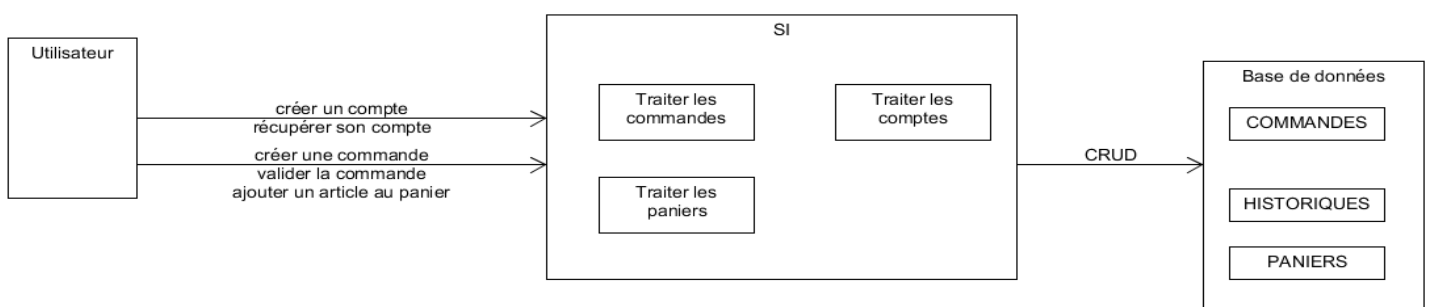 Utilisateur
créer un compte
récupérer son compte
créer une commande
valider la commande
ajouter un article au panier
SI
Traiter les
commandes
Traiter les
comptes
Traiter les
paniers
CRUD
Base de données
COMMANDES
HISTORIQUES
PANIERS